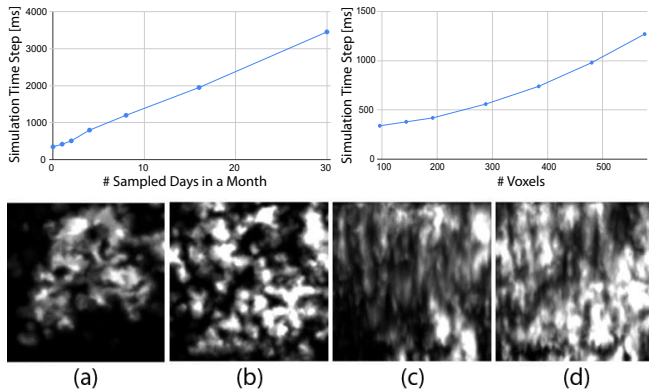 4000
3000
2000
1000
0
0
10
20
30
Simulation Time Step [ms]
# Sampled Days in a Month
1500
1000
500
0
100
200
300
400
500
Simulation Time Step [ms]
# Voxels
(a)
(b)
(c)
(d)